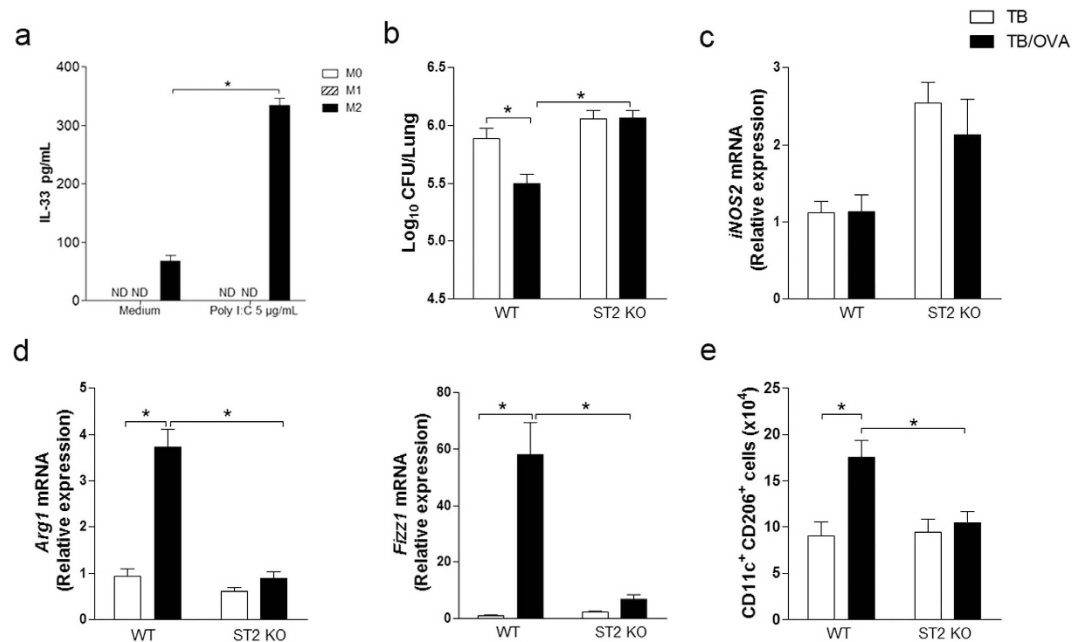 a
IL-33 pg/mL
400
300
200
100
0
ND ND
ND ND
*
Medium
Poly I:C 5 µg/mL
M0
M1
M2
b
Log10 CFU/Lung
6.5
6.0
5.5
5.0
4.5
*
*
WT
ST2 KO
TB
TB/OVA
c
iNOS2 mRNA
(Relative expression)
3
2
1
0
WT
ST2 KO
d
Arg1 mRNA
(Relative expression)
5
4
3
2
1
0
*
*
WT
ST2 KO
Fizz1 mRNA
(Relative expression)
80
60
40
20
0
*
*
WT
ST2 KO
e
CD11c+ CD206+ cells (x10⁴)
25
20
15
10
5
0
*
*
WT
ST2 KO